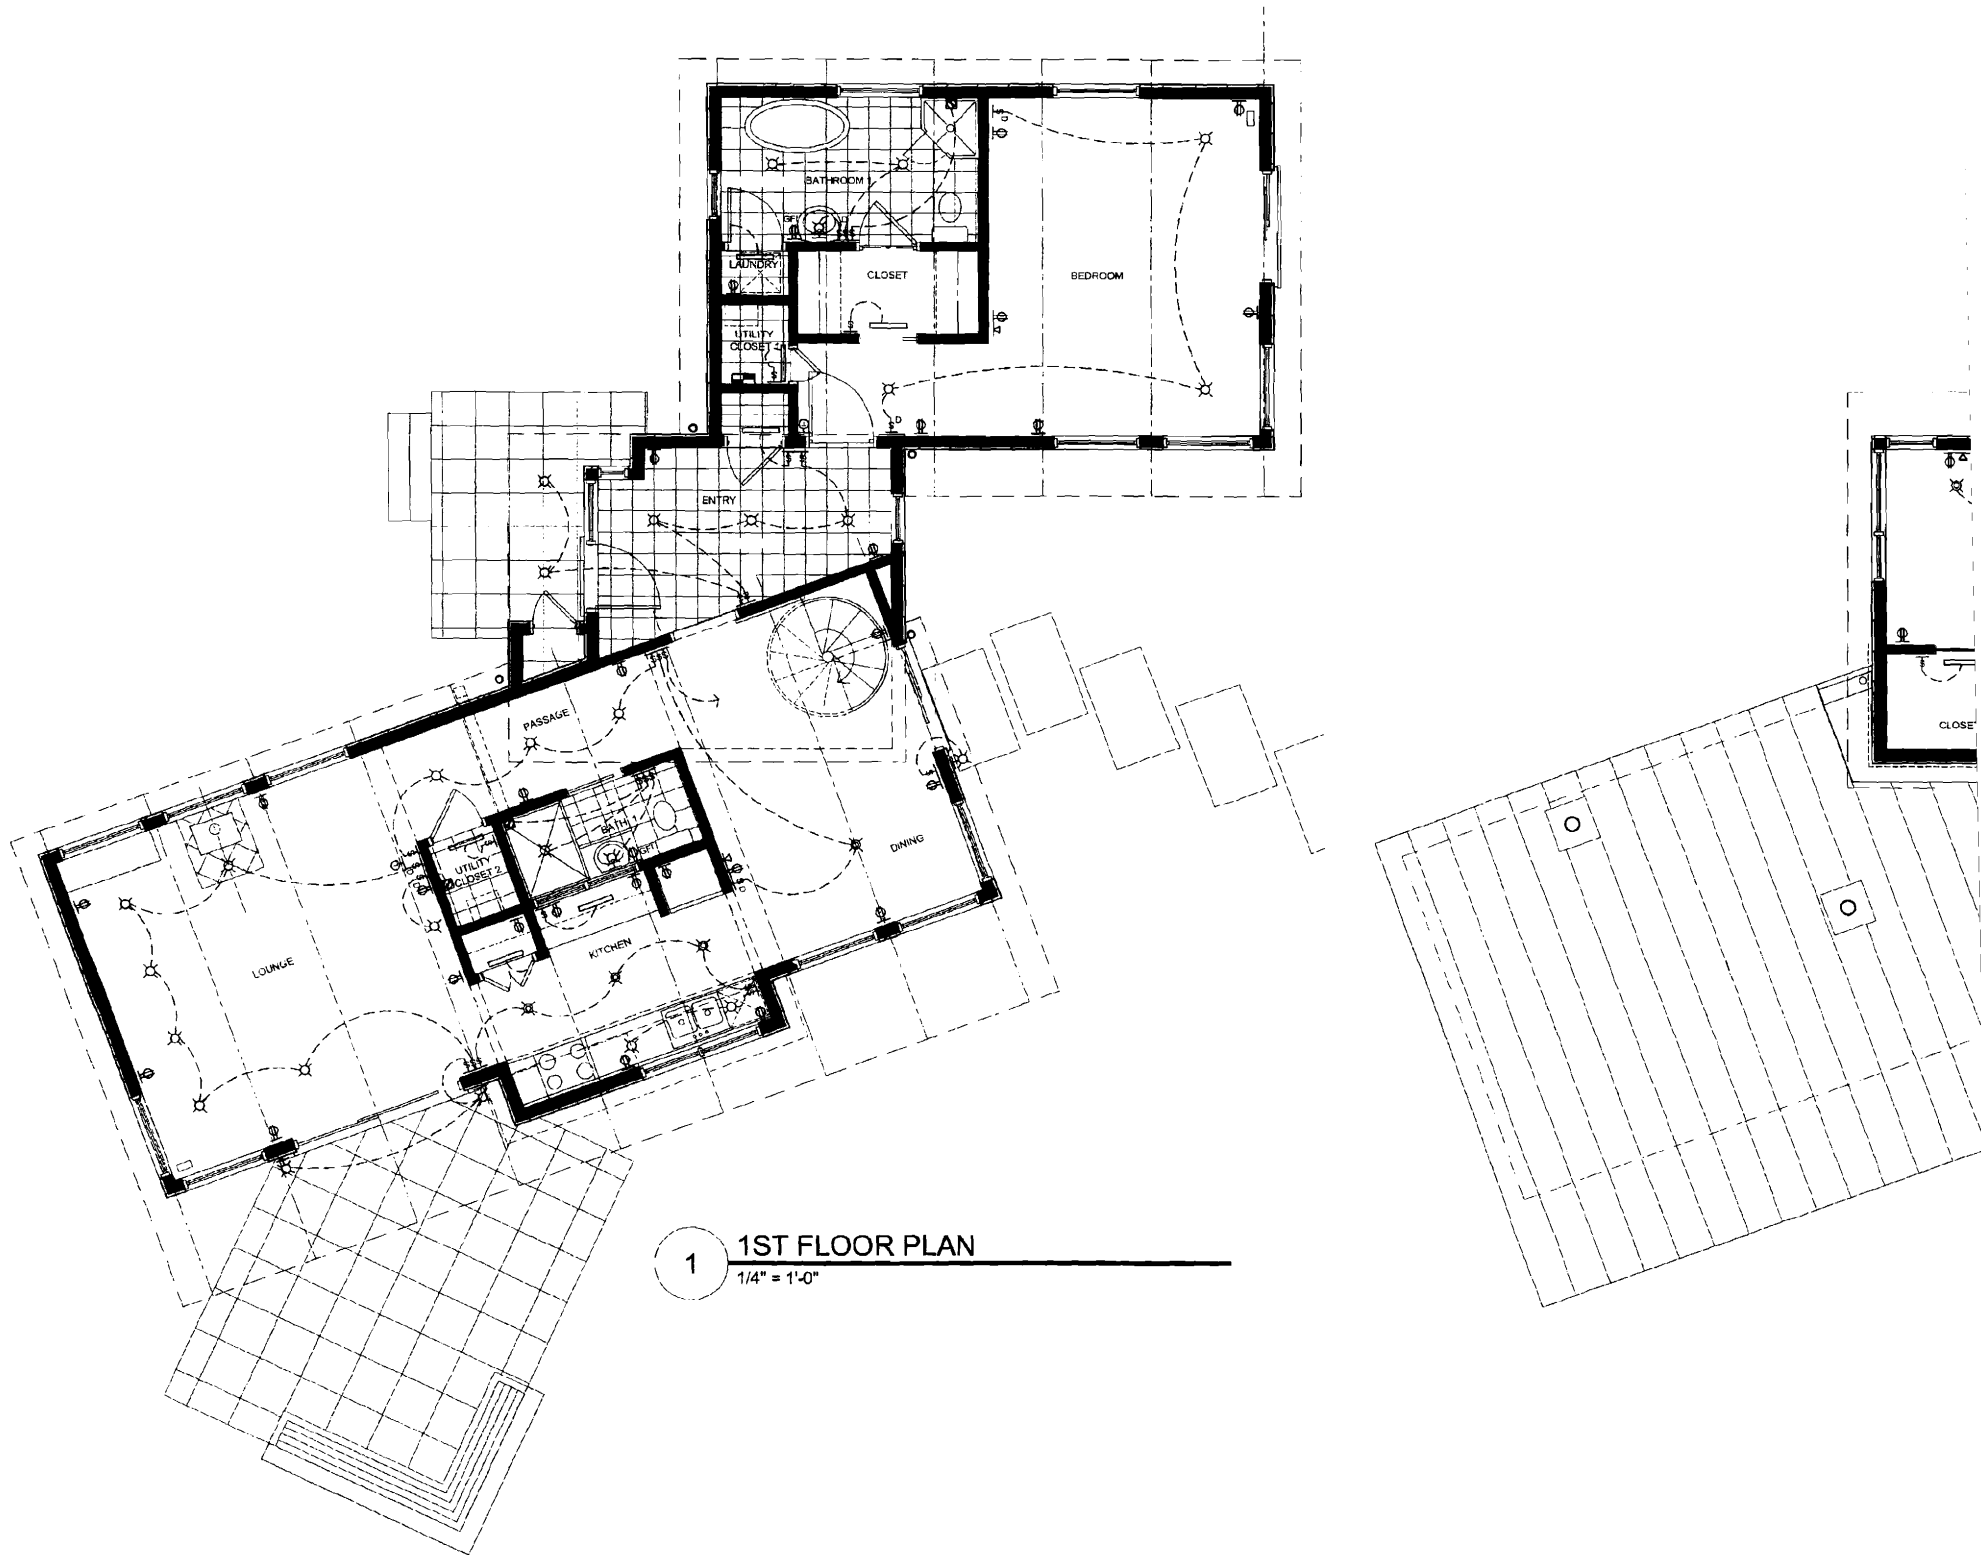 BATHROOM 1
GFI
D
$$$
LAUNDRY
CLOSET
BEDROOM
UTILITY
CLOSET
ENTRY
PASSAGE
BATH 1
GFI
UTILITY
CLOSET 2
DINING
KITCHEN
LOUNGE
CLOSET
1
1ST FLOOR PLAN
1/4" = 1'-0"